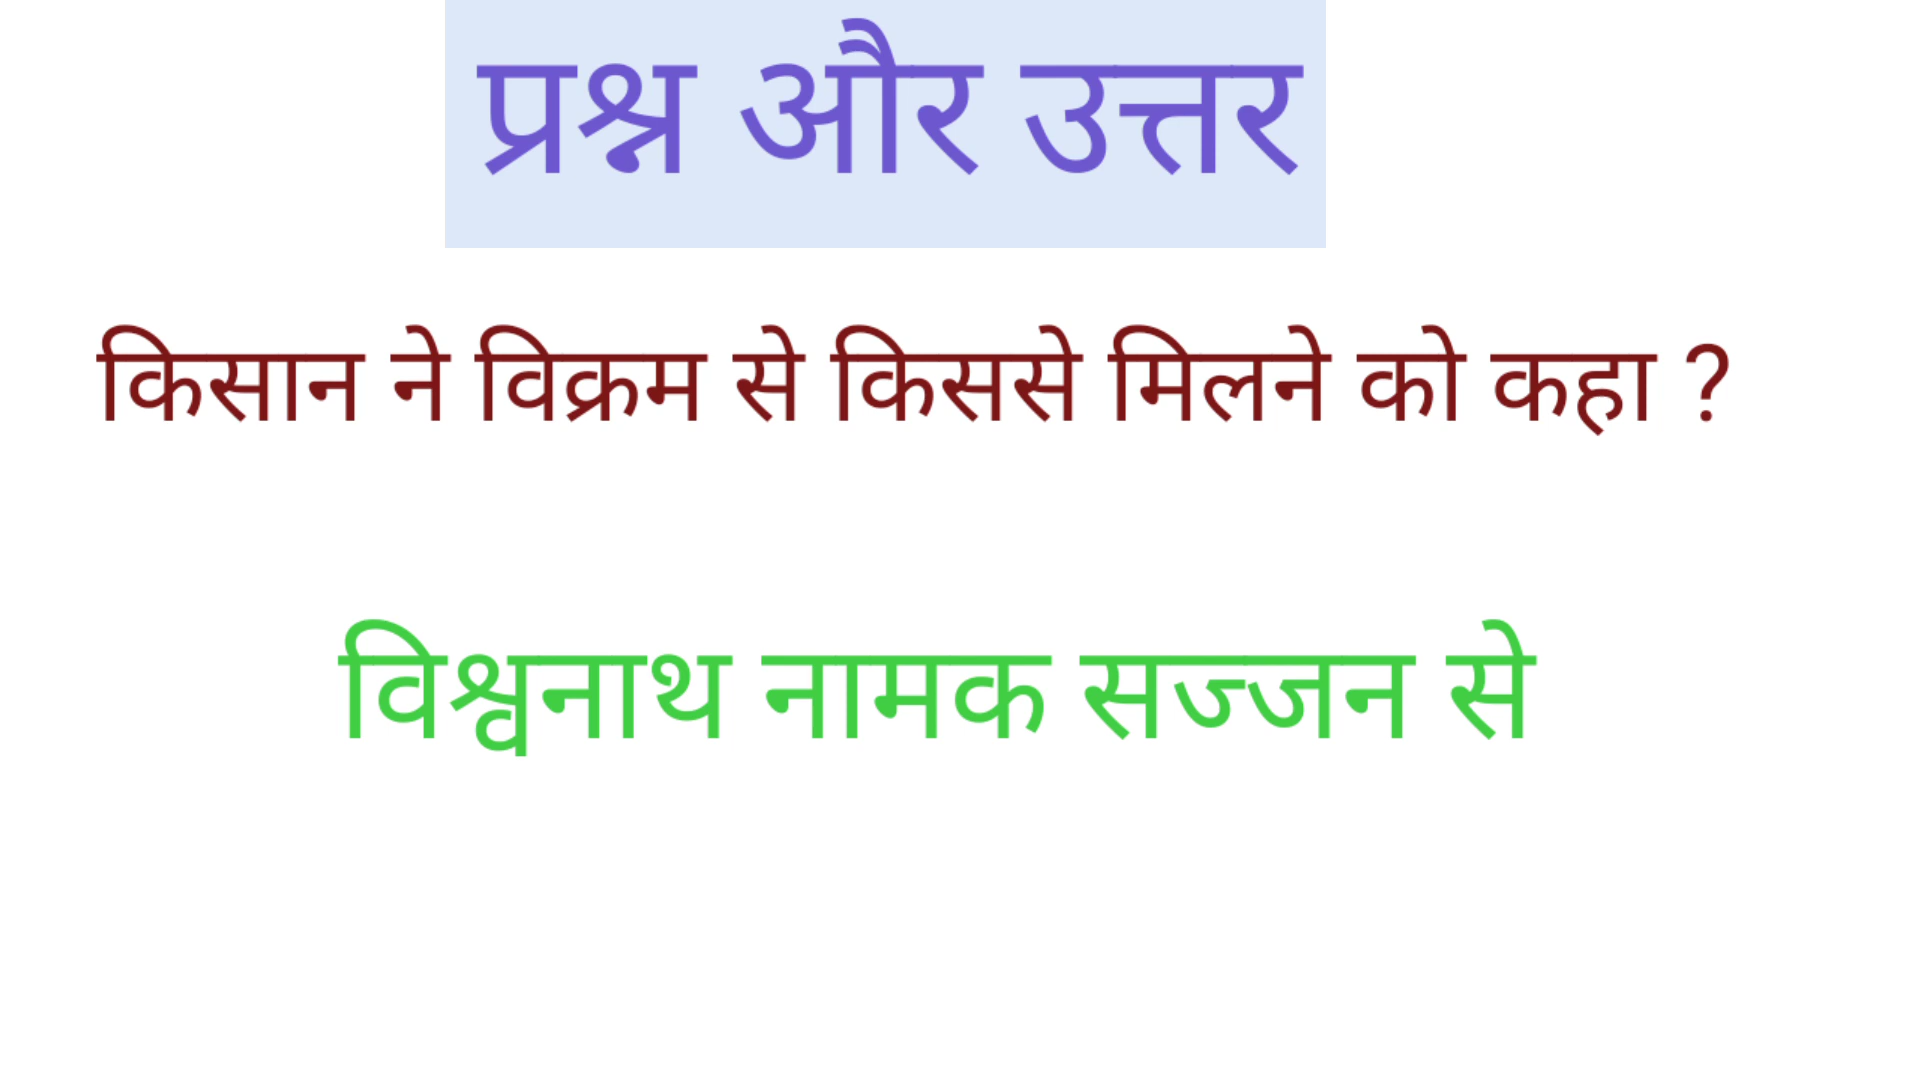 प्रश्न और उत्तर
किसान ने विक्रम से किससे मिलने को कहा ?
विश्वनाथ नामक सज्जन से